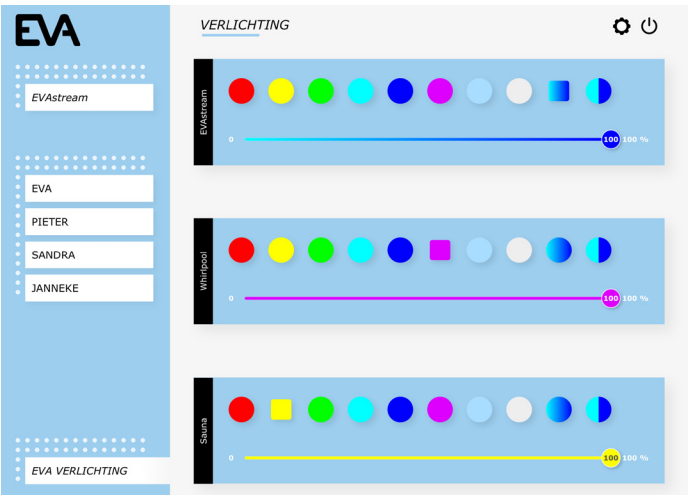 EVA
EVAstream
EVA
PIETER
SANDRA
JANNEKE
EVA VERLICHTING
VERLICHTING
EVAstream
0
100
100 %
Whirlpool
0
100
100 %
Sauna
0
100
100 %